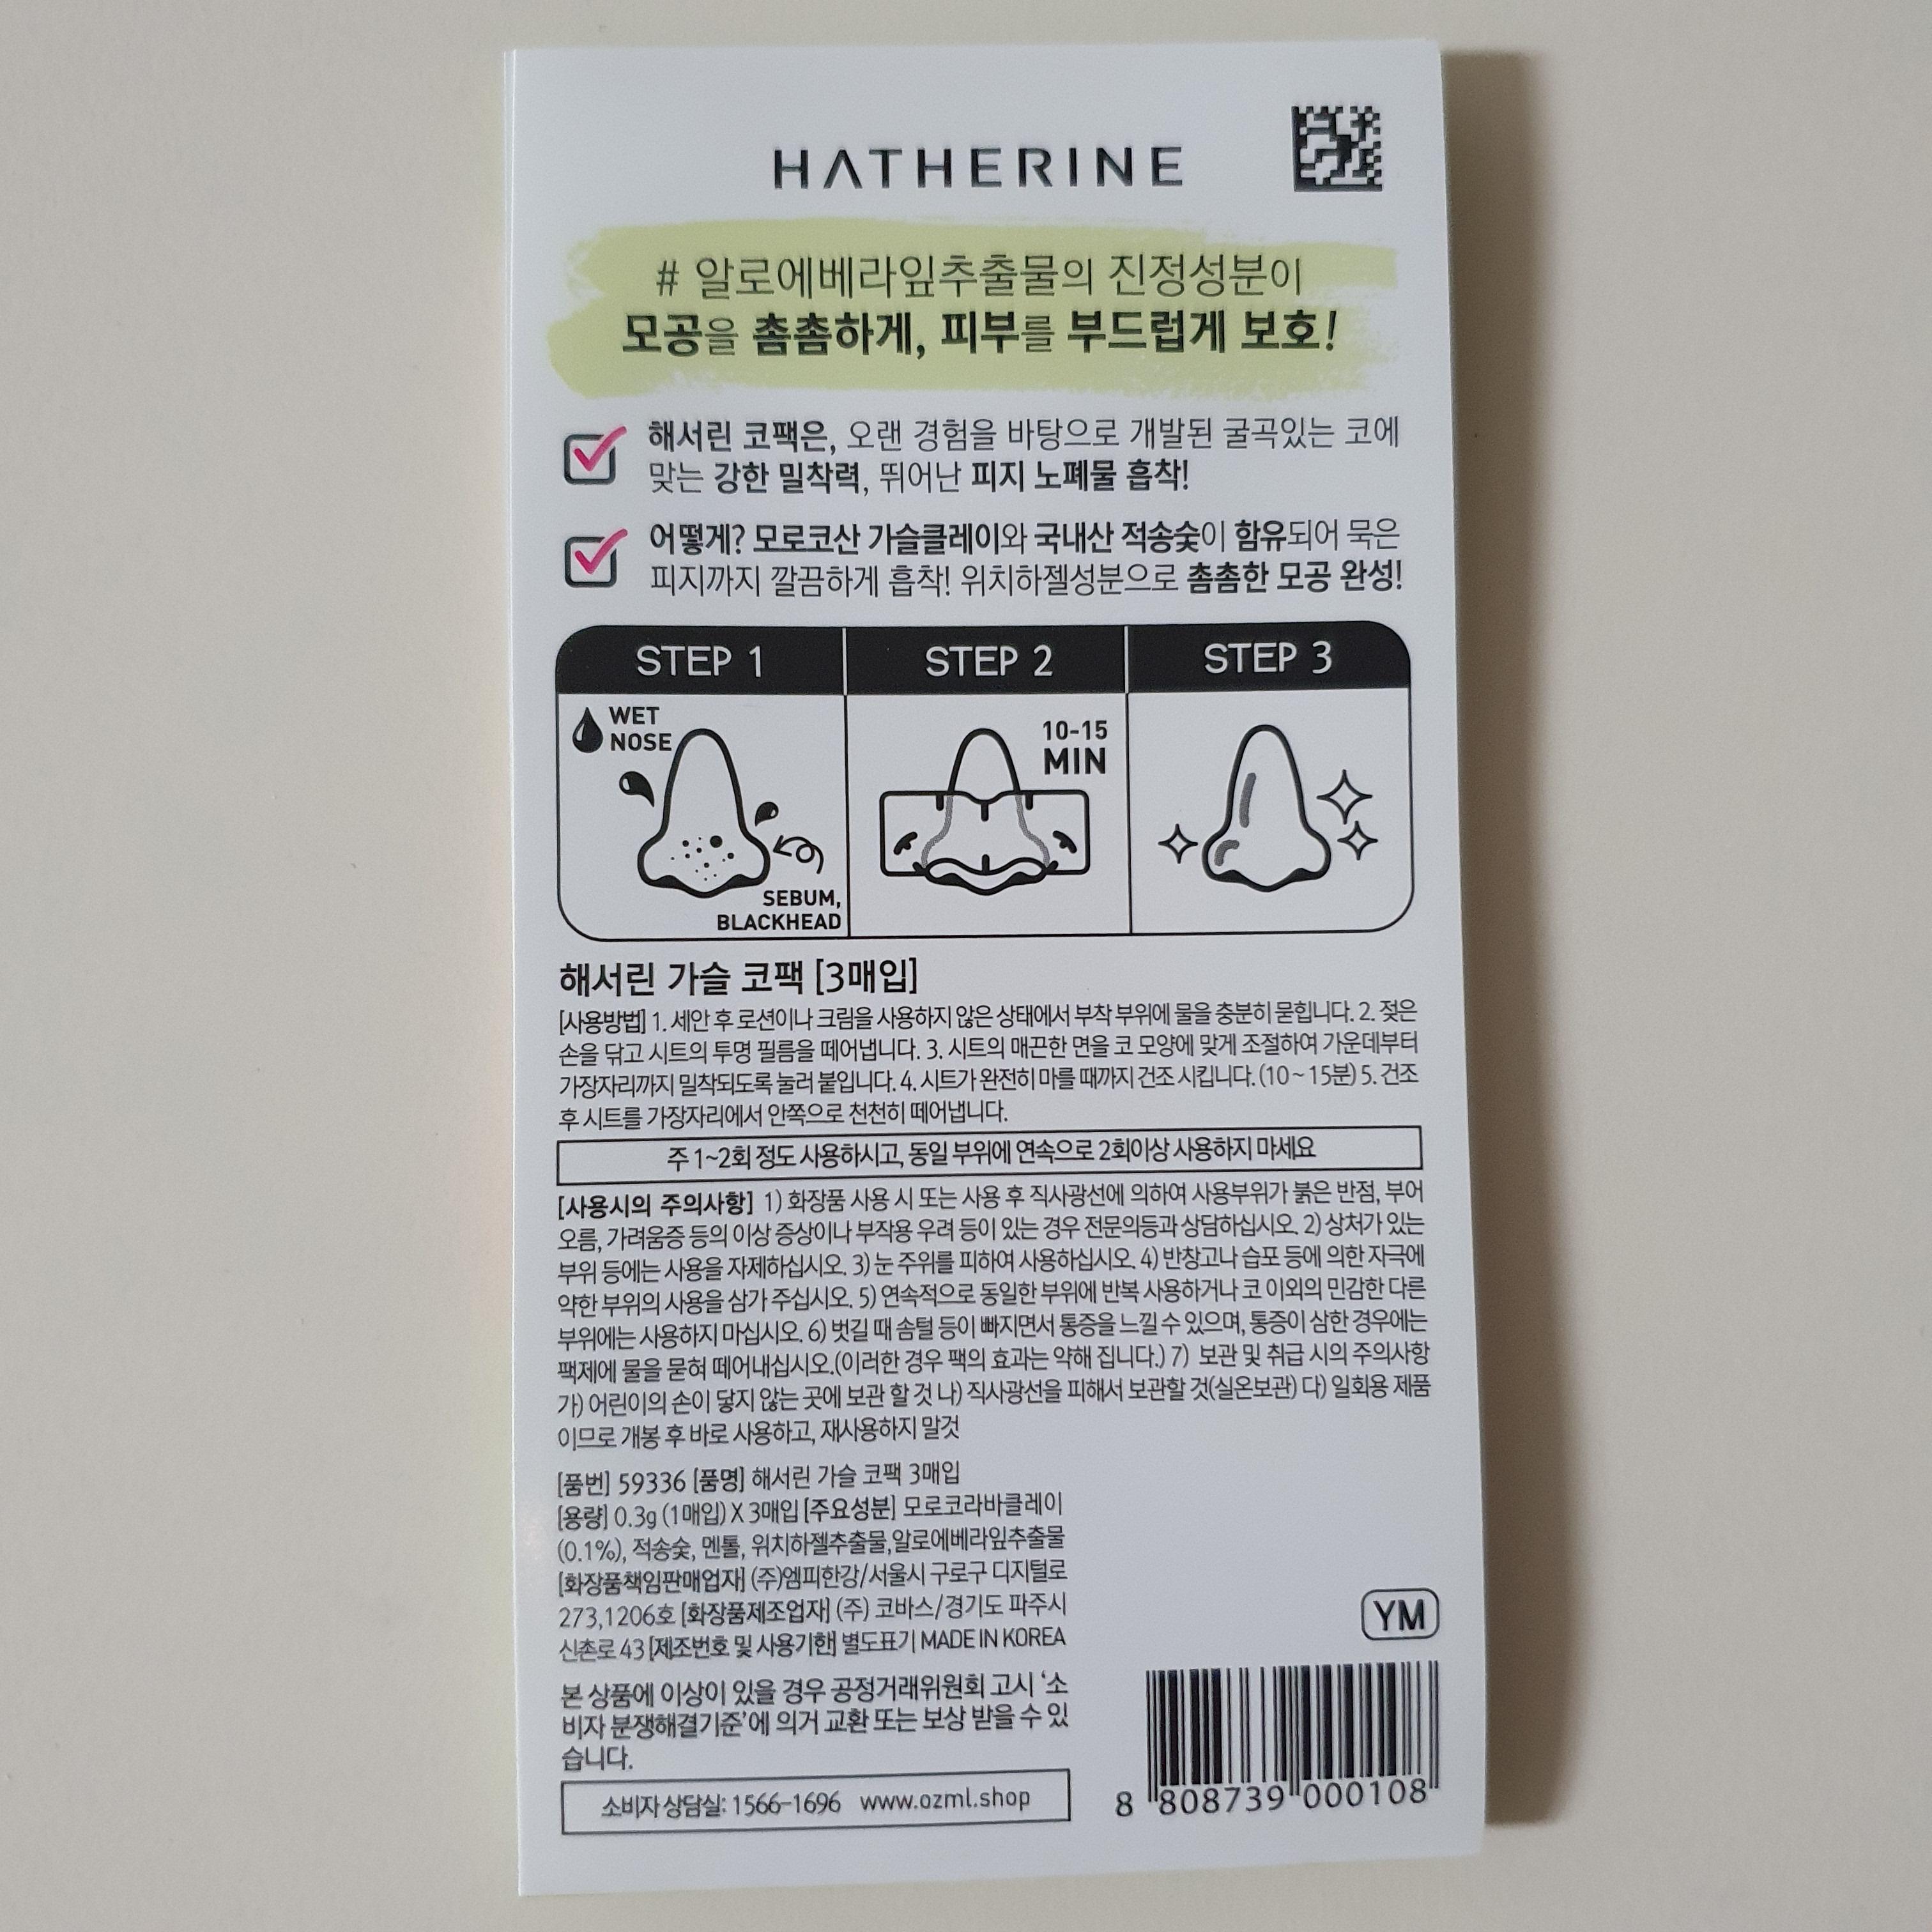 HATHERINE
# 알로에베라잎추출물의 진정성분이
모공을 촘촘하게, 피부를 부드럽게 보호!
해서린 코팩은, 오랜 경험을 바탕으로 개발된 굴곡있는 코에
맞는 강한 밀착력, 뛰어난 피지 노폐물 흡착!
어떻게? 모로코산 가슬클레이와 국내산 적송숯이 함유되어 묵은
피지까지 깔끔하게 흡착! 위치하젤성분으로 촘촘한 모공 완성!
STEP 1
WET
NOSE
SEBUM,
BLACKHEAD
STEP 2
10-15
MIN
STEP 3
해서린 가슬 코팩 [3매입]
[사용방법] 1. 세안 후 로션이나 크림을 사용하지 않은 상태에서 부착 부위에 물을 충분히 묻힙니다. 2. 젖은
손을 닦고 시트의 투명 필름을 떼어냅니다. 3. 시트의 매끈한 면을 코 모양에 맞게 조절하여 가운데부터
가장자리까지 밀착되도록 눌러 붙입니다. 4. 시트가 완전히 마를 때까지 건조 시킵니다. (10~15분) 5. 건조
후 시트를 가장자리에서 안쪽으로 천천히 떼어냅니다.
주 1~2회 정도 사용하시고, 동일 부위에 연속으로 2회이상 사용하지 마세요
[사용시의 주의사항] 1) 화장품 사용 시 또는 사용 후 직사광선에 의하여 사용부위가 붉은 반점, 부어
오름, 가려움증 등의 이상 증상이나 부작용 우려 등이 있는 경우 전문의등과 상담하십시오. 2) 상처가 있는
부위 등에는 사용을 자제하십시오. 3) 눈 주위를 피하여 사용하십시오. 4) 반창고나 습포 등에 의한 자극에
약한 부위의 사용을 삼가 주십시오. 5) 연속적으로 동일한 부위에 반복 사용하거나 코 이외의 민감한 다른
부위에는 사용하지 마십시오. 6) 벗길 때 솜털 등이 빠지면서 통증을 느낄 수 있으며, 통증이 심한 경우에는
팩제에 물을 묻혀 떼어내십시오.(이러한 경우 팩의 효과는 약해 집니다.) 7) 보관 및 취급 시의 주의사항
가) 어린이의 손이 닿지 않는 곳에 보관 할 것 나) 직사광선을 피해서 보관할 것(실온보관) 다) 일회용 제품
이므로 개봉 후 바로 사용하고, 재사용하지 말것
[품번] 59336 [품명] 해서린 가슬 코팩 3매입
[용량] 0.3g (1매입) X 3매입 [주요성분] 모로코라바클레이
(0.1%), 적송숯, 멘톨, 위치하젤추출물,알로에베라잎추출물
[화장품책임판매업자] (주)엠피한강/서울시 구로구 디지털로
273,1206호 [화장품제조업자] (주) 코바스/경기도 파주시
신촌로 43 [제조번호 및 사용기한] 별도표기 MADE IN KOREA
YM
본 상품에 이상이 있을 경우 공정거래위원회 고시 '소
비자 분쟁해결기준'에 의거 교환 또는 보상 받을 수 있
습니다.
소비자 상담실: 1566-1696 www.ozml.shop
8 808739 000108